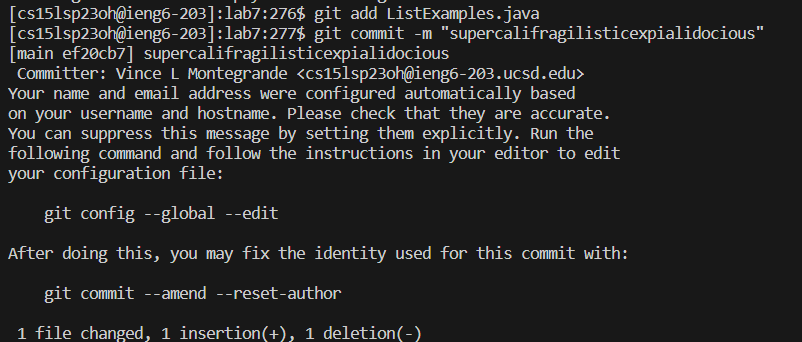 [cs15lsp23oh@ieng6-203]:lab7:276$ git add ListExamples.java
[cs15lsp23oh@ieng6-203]:lab7:277$ git commit -m "supercalifragilisticexpialidocious"
[main ef20cb7] supercalifragilisticexpialidocious
 Committer: Vince L Montegrande <cs15lsp23oh@ieng6-203.ucsd.edu>
Your name and email address were configured automatically based
on your username and hostname. Please check that they are accurate.
You can suppress this message by setting them explicitly. Run the
following command and follow the instructions in your editor to edit
your configuration file:

    git config --global --edit

After doing this, you may fix the identity used for this commit with:

    git commit --amend --reset-author

 1 file changed, 1 insertion(+), 1 deletion(-)